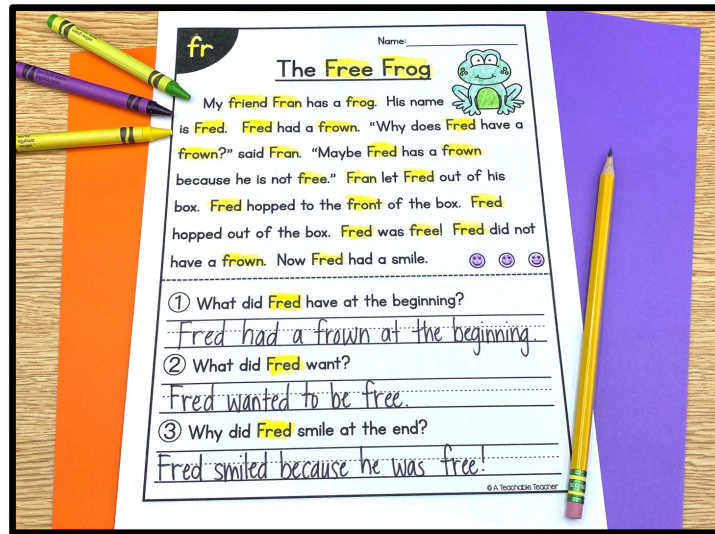 fr
Name:
The Free Frog
My friend Fran has a frog. His name
is Fred. Fred had a frown. "Why does Fred have a
frown?" said Fran. "Maybe Fred has a frown
because he is not free." Fran let Fred out of his
box. Fred hopped to the front of the box. Fred
hopped out of the box. Fred was free! Fred did not
have a frown. Now Fred had a smile.
1 What did Fred have at the beginning?
Fred had a frown at the beginning.
2 What did Fred want?
Fred wanted to be free.
3 Why did Fred smile at the end?
Fred smiled because he was free!
© A Teachable Teacher